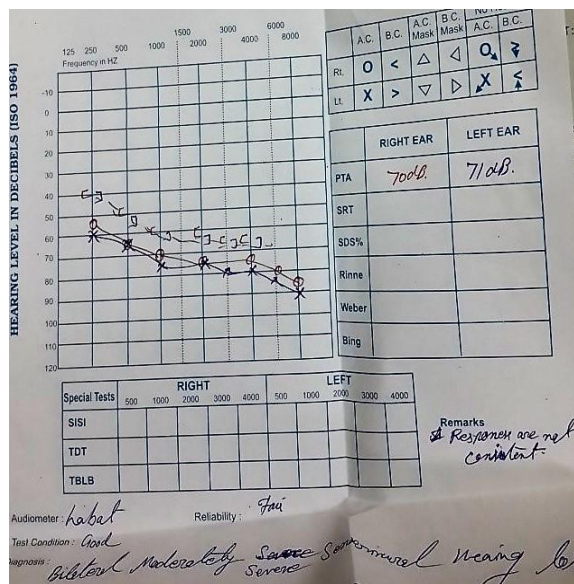 1500 3000 6000
125 250 500 1000 2000 4000 8000
Frequency in HZ
HEARING LEVEL IN DECIBELS (ISO 1964)
-10
0
10
20
30
40
50
60
70
80
90
100
110
120
A.C. B.C. A.C. Mask B.C. Mask A.C. B.C.
Rt. O < △ ◁ O
Lt. X > ▽ ▷ X
RIGHT EAR LEFT EAR
PTA 70dB. 71dB.
SRT
SDS%
Rinne
Weber
Bing
Special Tests RIGHT LEFT
500 1000 2000 4000 500 1000 2000 3000 4000
SISI
TDT
TBLB
Remarks
Responses are not
consistent.
Audiometer : Labat Reliability : Fair
Test Condition : Good
Diagnosis : Bilateral Moderately Severe Sensorineural Hearing